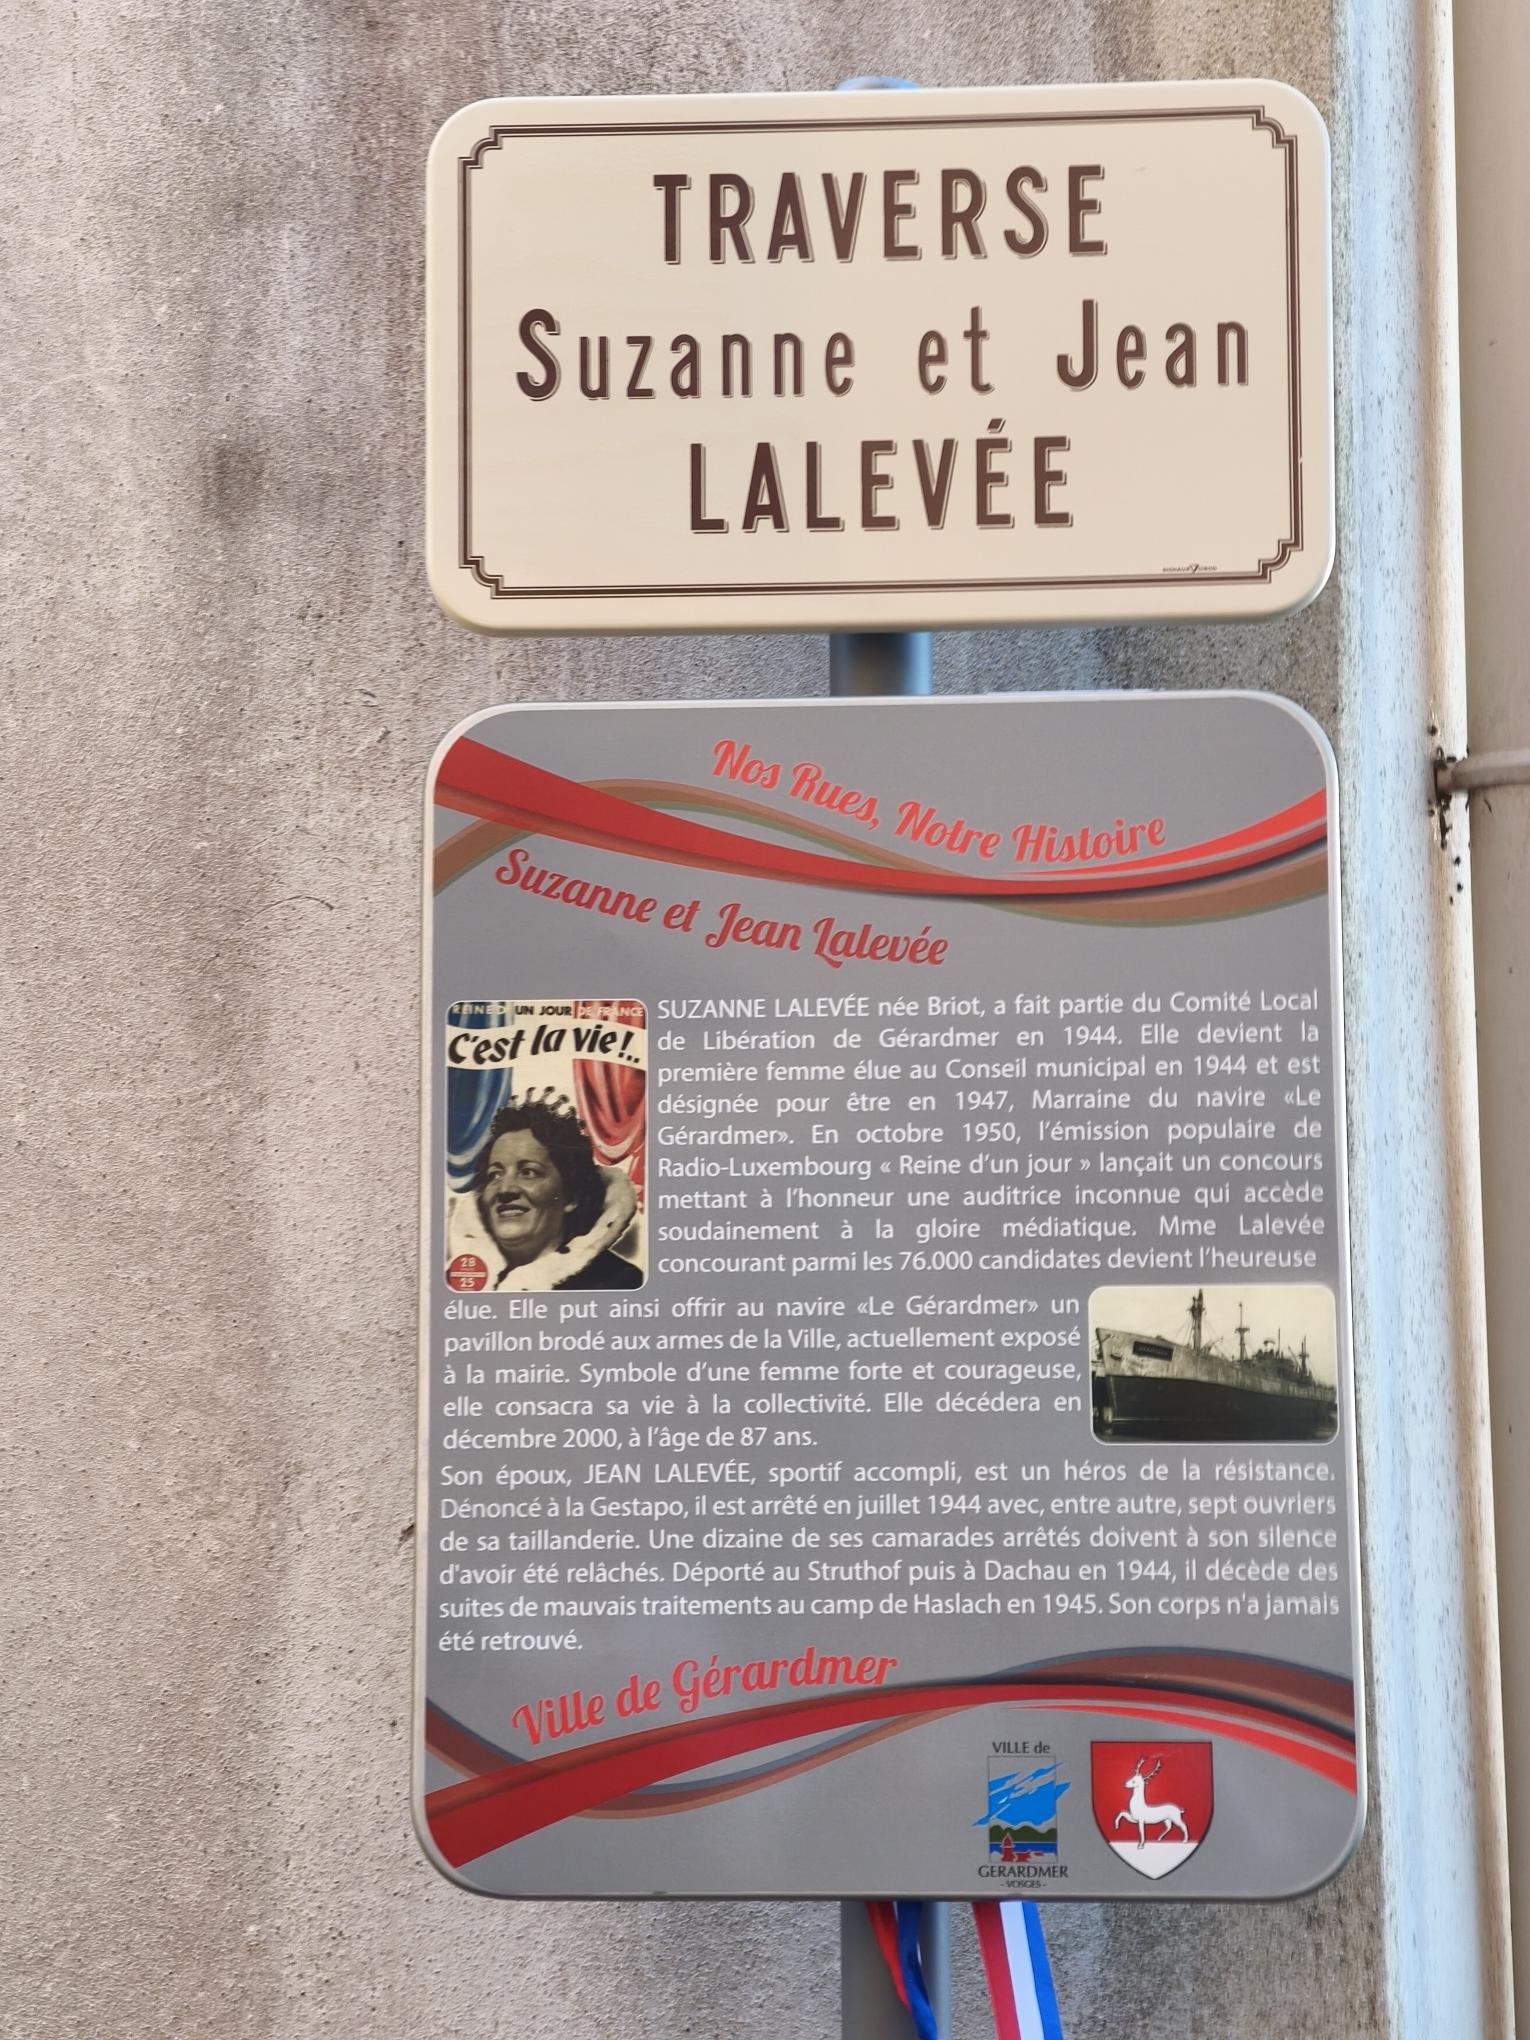 TRAVERSE
Suzanne et Jean
LALEVÉE
Nos Rues, Notre Histoire
Suzanne et Jean Lalevée
REINE D'UN JOUR DE FRANCE
C'est la vie!..
28
25
SUZANNE LALEVÉE née Briot, a fait partie du Comité Local
de Libération de Gérardmer en 1944. Elle devient la
première femme élue au Conseil municipal en 1944 et est
désignée pour être en 1947, Marraine du navire «Le
Gérardmer». En octobre 1950, l'émission populaire de
Radio-Luxembourg « Reine d'un jour » lançait un concours
mettant à l'honneur une auditrice inconnue qui accède
soudainement à la gloire médiatique. Mme Lalevée
concourant parmi les 76.000 candidates devient l'heureuse
élue. Elle put ainsi offrir au navire «Le Gérardmer» un
pavillon brodé aux armes de la Ville, actuellement exposé
à la mairie. Symbole d'une femme forte et courageuse,
elle consacra sa vie à la collectivité. Elle décédera en
décembre 2000, à l'âge de 87 ans.
Son époux, JEAN LALEVÉE, sportif accompli, est un héros de la résistance.
Dénoncé à la Gestapo, il est arrêté en juillet 1944 avec, entre autre, sept ouvriers
de sa taillanderie. Une dizaine de ses camarades arrêtés doivent à son silence
d'avoir été relâchés. Déporté au Struthof puis à Dachau en 1944, il décède des
suites de mauvais traitements au camp de Haslach en 1945. Son corps n'a jamais
été retrouvé.
Ville de Gérardmer
VILLE de
GERARDMER
- VOSGES -